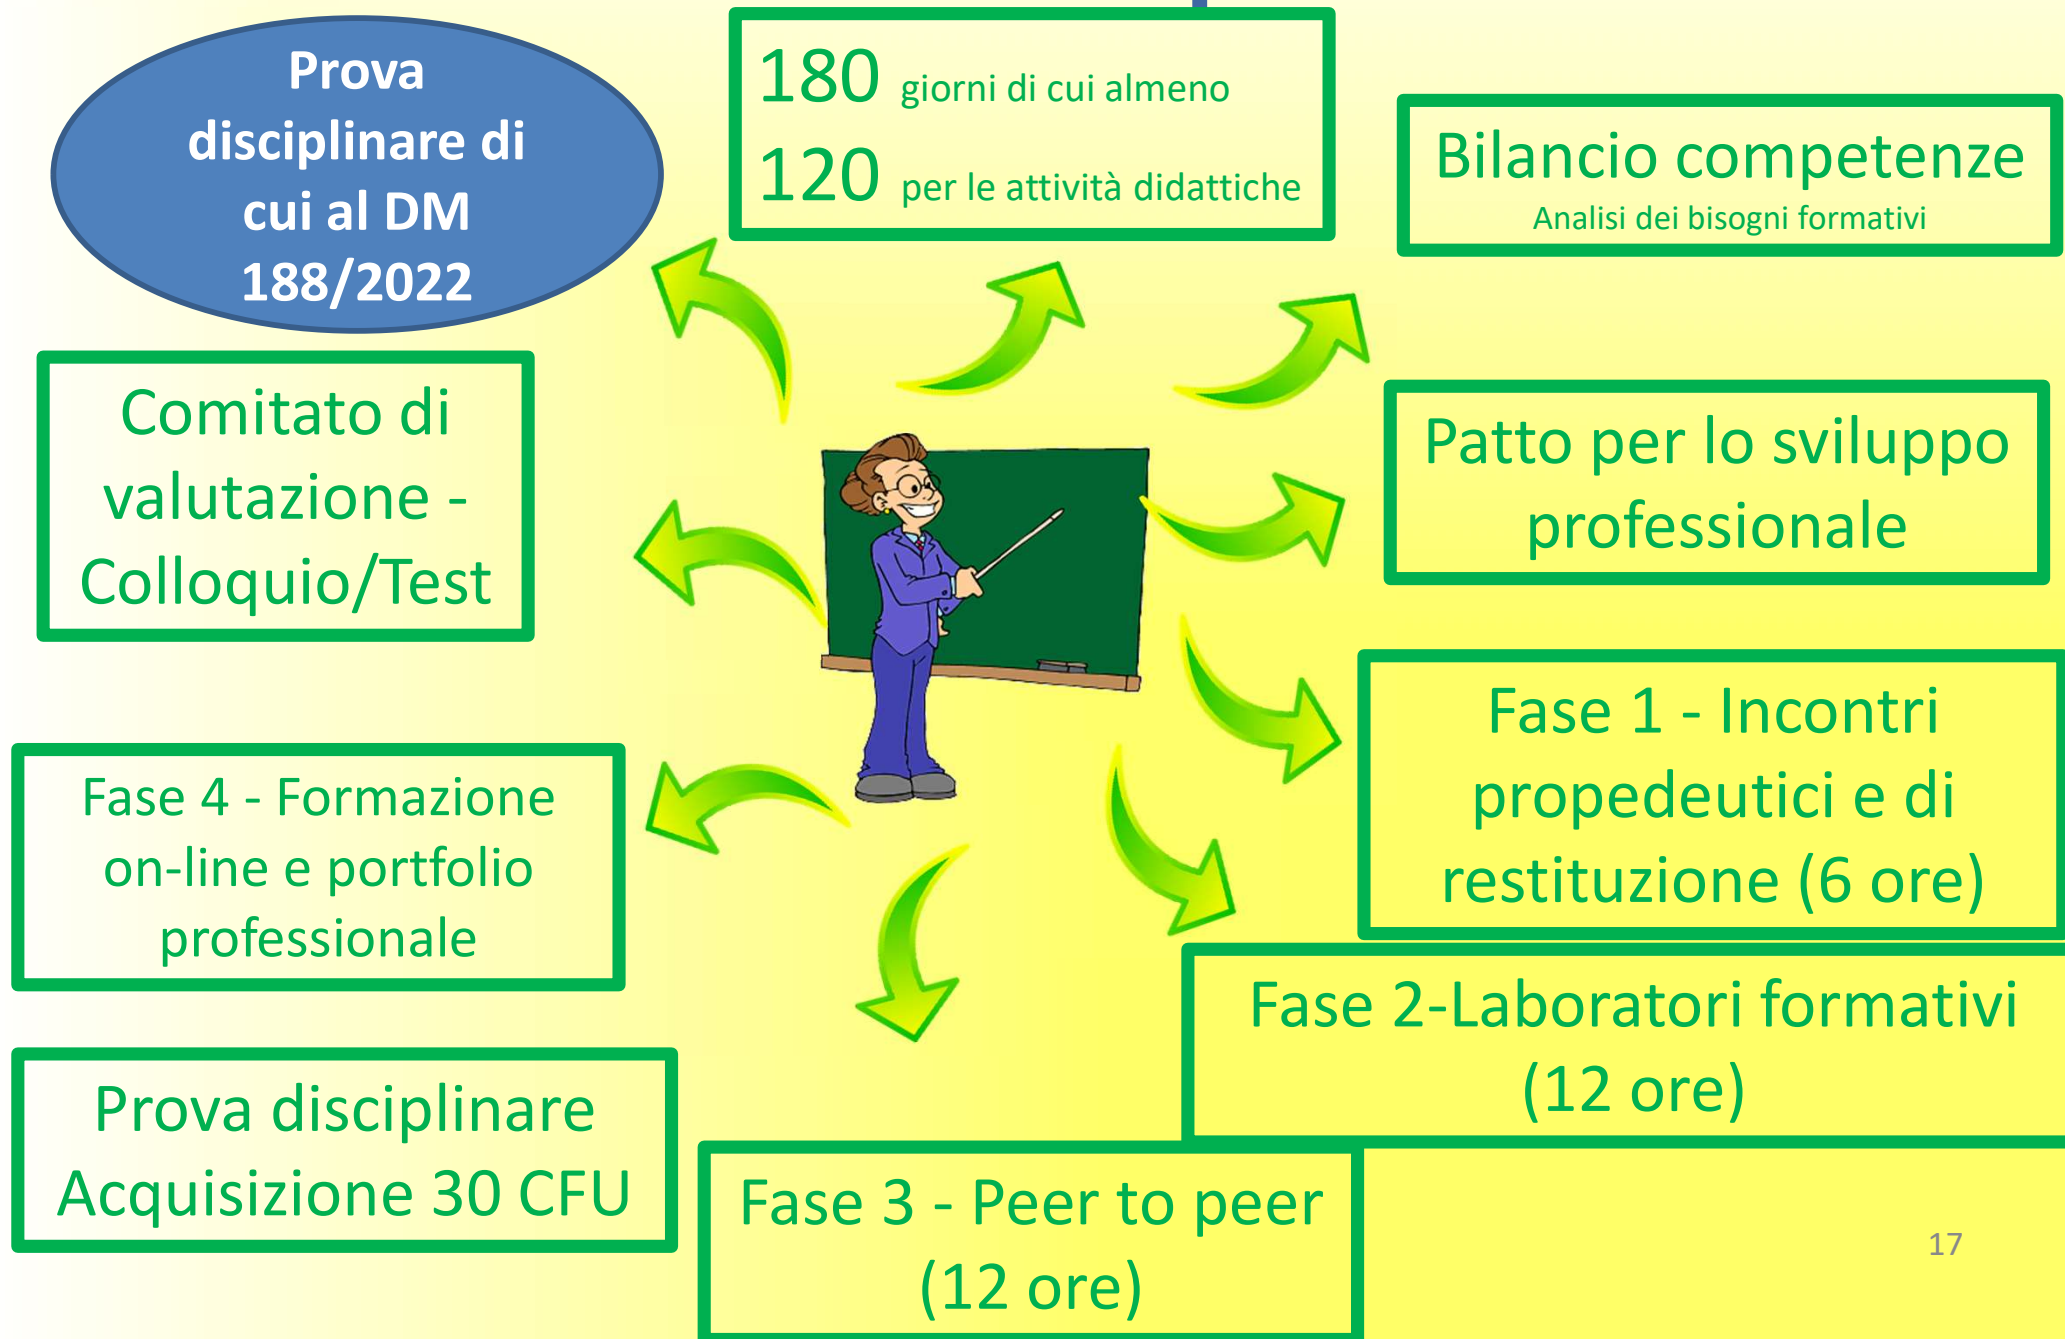 Prova
disciplinare di
cui al DM
188/2022
180 giorni di cui almeno
120 per le attività didattiche
Bilancio competenze
Analisi dei bisogni formativi
Patto per lo sviluppo
professionale
Fase 1 - Incontri
propedeutici e di
restituzione (6 ore)
Fase 2-Laboratori formativi
(12 ore)
Fase 3 - Peer to peer
(12 ore)
Prova disciplinare
Acquisizione 30 CFU
Fase 4 - Formazione
on-line e portfolio
professionale
Comitato di
valutazione -
Colloquio/Test
17